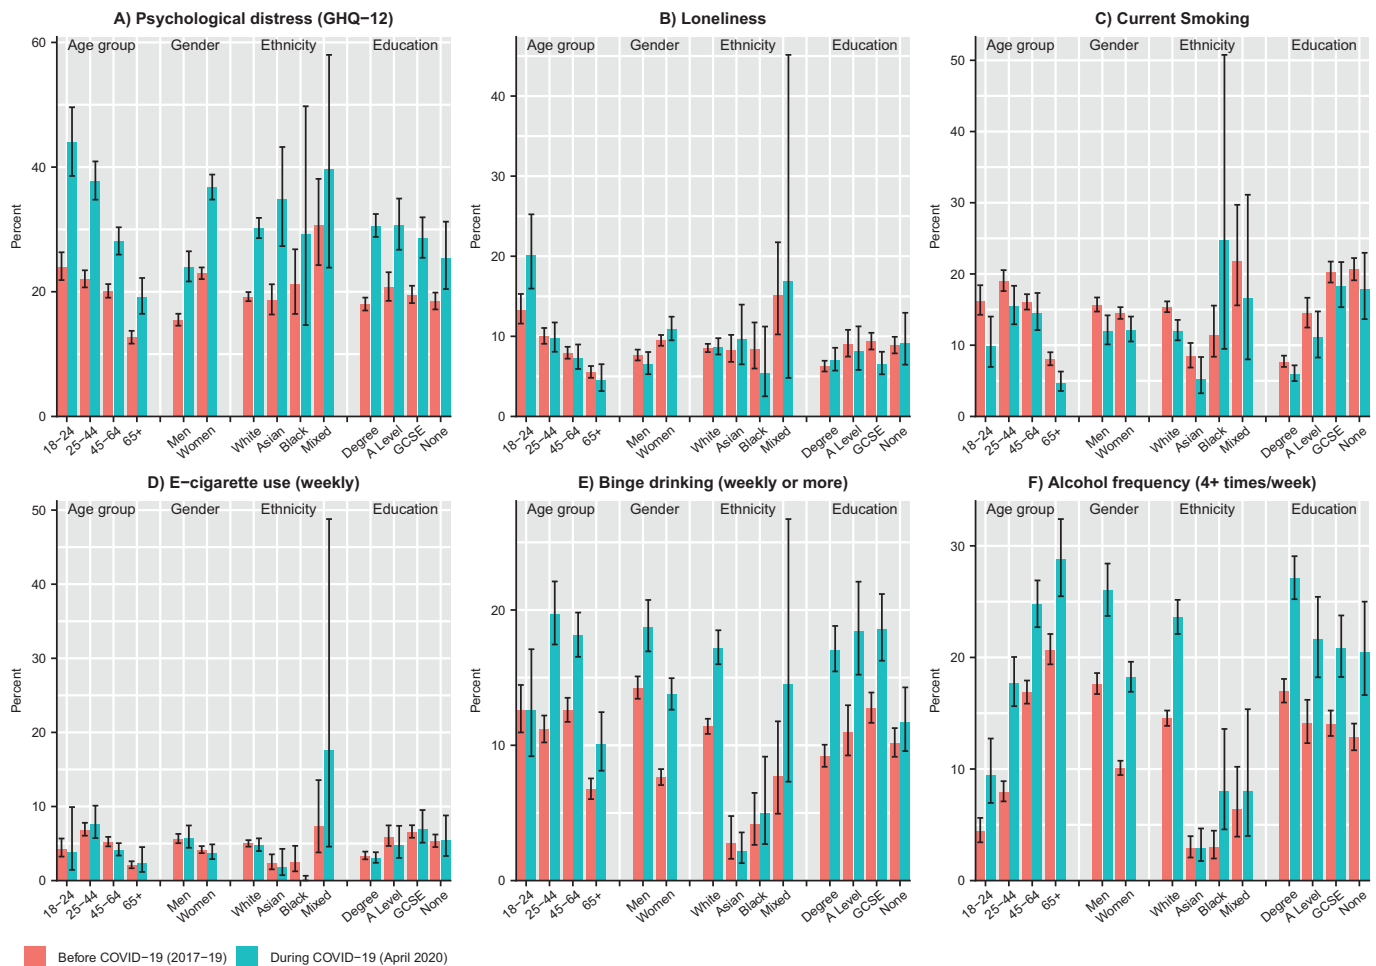 A) Psychological distress (GHQ−12)
Age group Gender Ethnicity Education
Percent
60
40
20
0
18−24 25−44 45−64 65+ Men Women White Asian Black Mixed Degree A Level GCSE None
B) Loneliness
Age group Gender Ethnicity Education
Percent
40
30
20
10
0
18−24 25−44 45−64 65+ Men Women White Asian Black Mixed Degree A Level GCSE None
C) Current Smoking
Age group Gender Ethnicity Education
Percent
50
40
30
20
10
0
18−24 25−44 45−64 65+ Men Women White Asian Black Mixed Degree A Level GCSE None
D) E−cigarette use (weekly)
Age group Gender Ethnicity Education
Percent
50
40
30
20
10
0
18−24 25−44 45−64 65+ Men Women White Asian Black Mixed Degree A Level GCSE None
E) Binge drinking (weekly or more)
Age group Gender Ethnicity Education
Percent
20
10
0
18−24 25−44 45−64 65+ Men Women White Asian Black Mixed Degree A Level GCSE None
F) Alcohol frequency (4+ times/week)
Age group Gender Ethnicity Education
Percent
30
20
10
0
18−24 25−44 45−64 65+ Men Women White Asian Black Mixed Degree A Level GCSE None
Before COVID−19 (2017−19) During COVID−19 (April 2020)